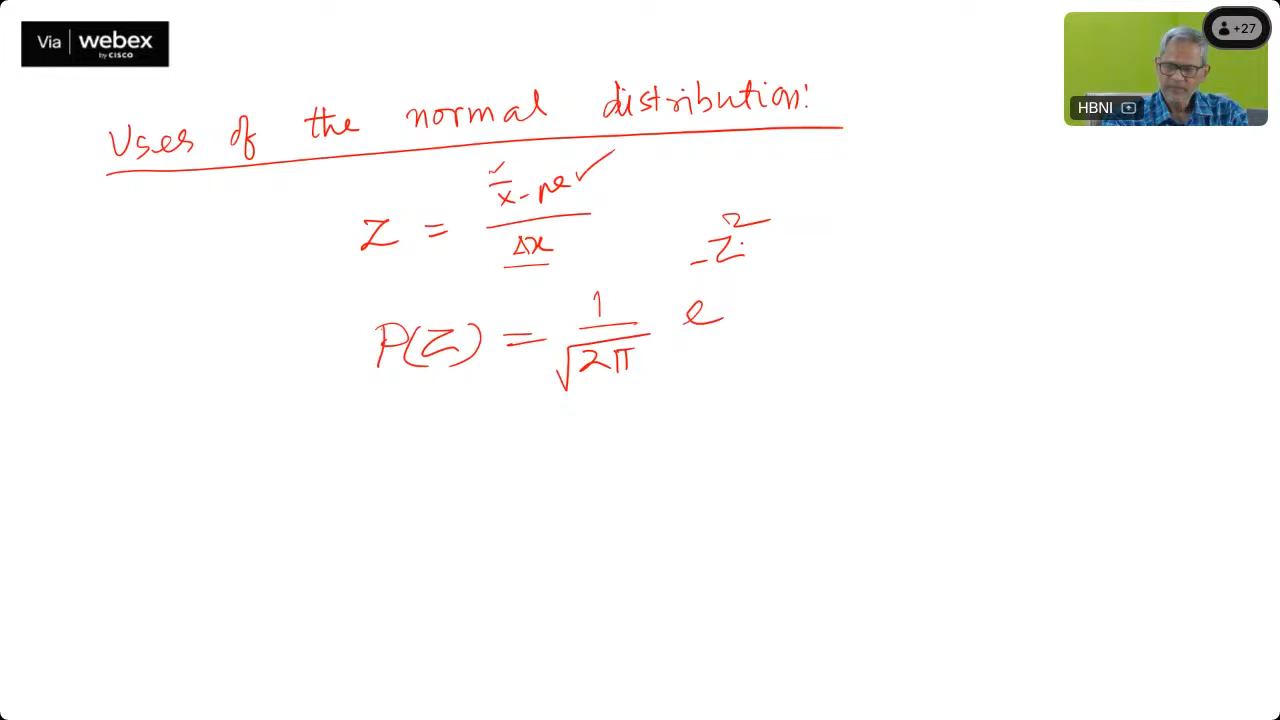 Via webex
by CISCO
+27
HBNI
Uses of the normal distribution:
Z = (x̄ - μ) / Δx
P(Z) = 1/√2π e^-Z²